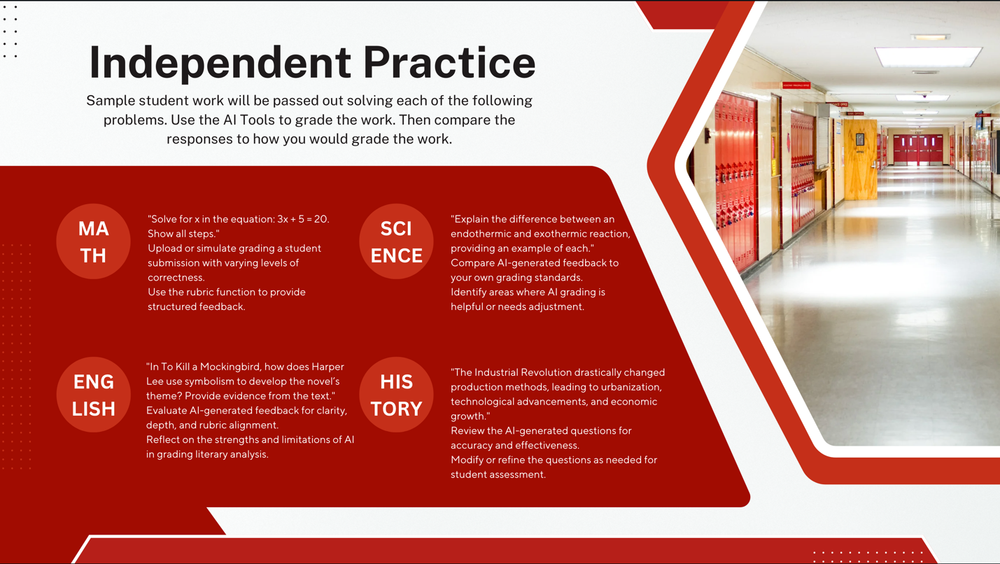 Independent Practice
Sample student work will be passed out solving each of the following
problems. Use the AI Tools to grade the work. Then compare the
responses to how you would grade the work.
MA
TH
"Solve for x in the equation: 3x + 5 = 20.
Show all steps."
Upload or simulate grading a student
submission with varying levels of
correctness.
Use the rubric function to provide
structured feedback.
SCI
ENCE
"Explain the difference between an
endothermic and exothermic reaction,
providing an example of each."
Compare AI-generated feedback to
your own grading standards.
Identify areas where AI grading is
helpful or needs adjustment.
ENG
LISH
"In To Kill a Mockingbird, how does Harper
Lee use symbolism to develop the novel's
theme? Provide evidence from the text."
Evaluate AI-generated feedback for clarity,
depth, and rubric alignment.
Reflect on the strengths and limitations of AI
in grading literary analysis.
HIS
TORY
"The Industrial Revolution drastically changed
production methods, leading to urbanization,
technological advancements, and economic
growth."
Review the AI-generated questions for
accuracy and effectiveness.
Modify or refine the questions as needed for
student assessment.